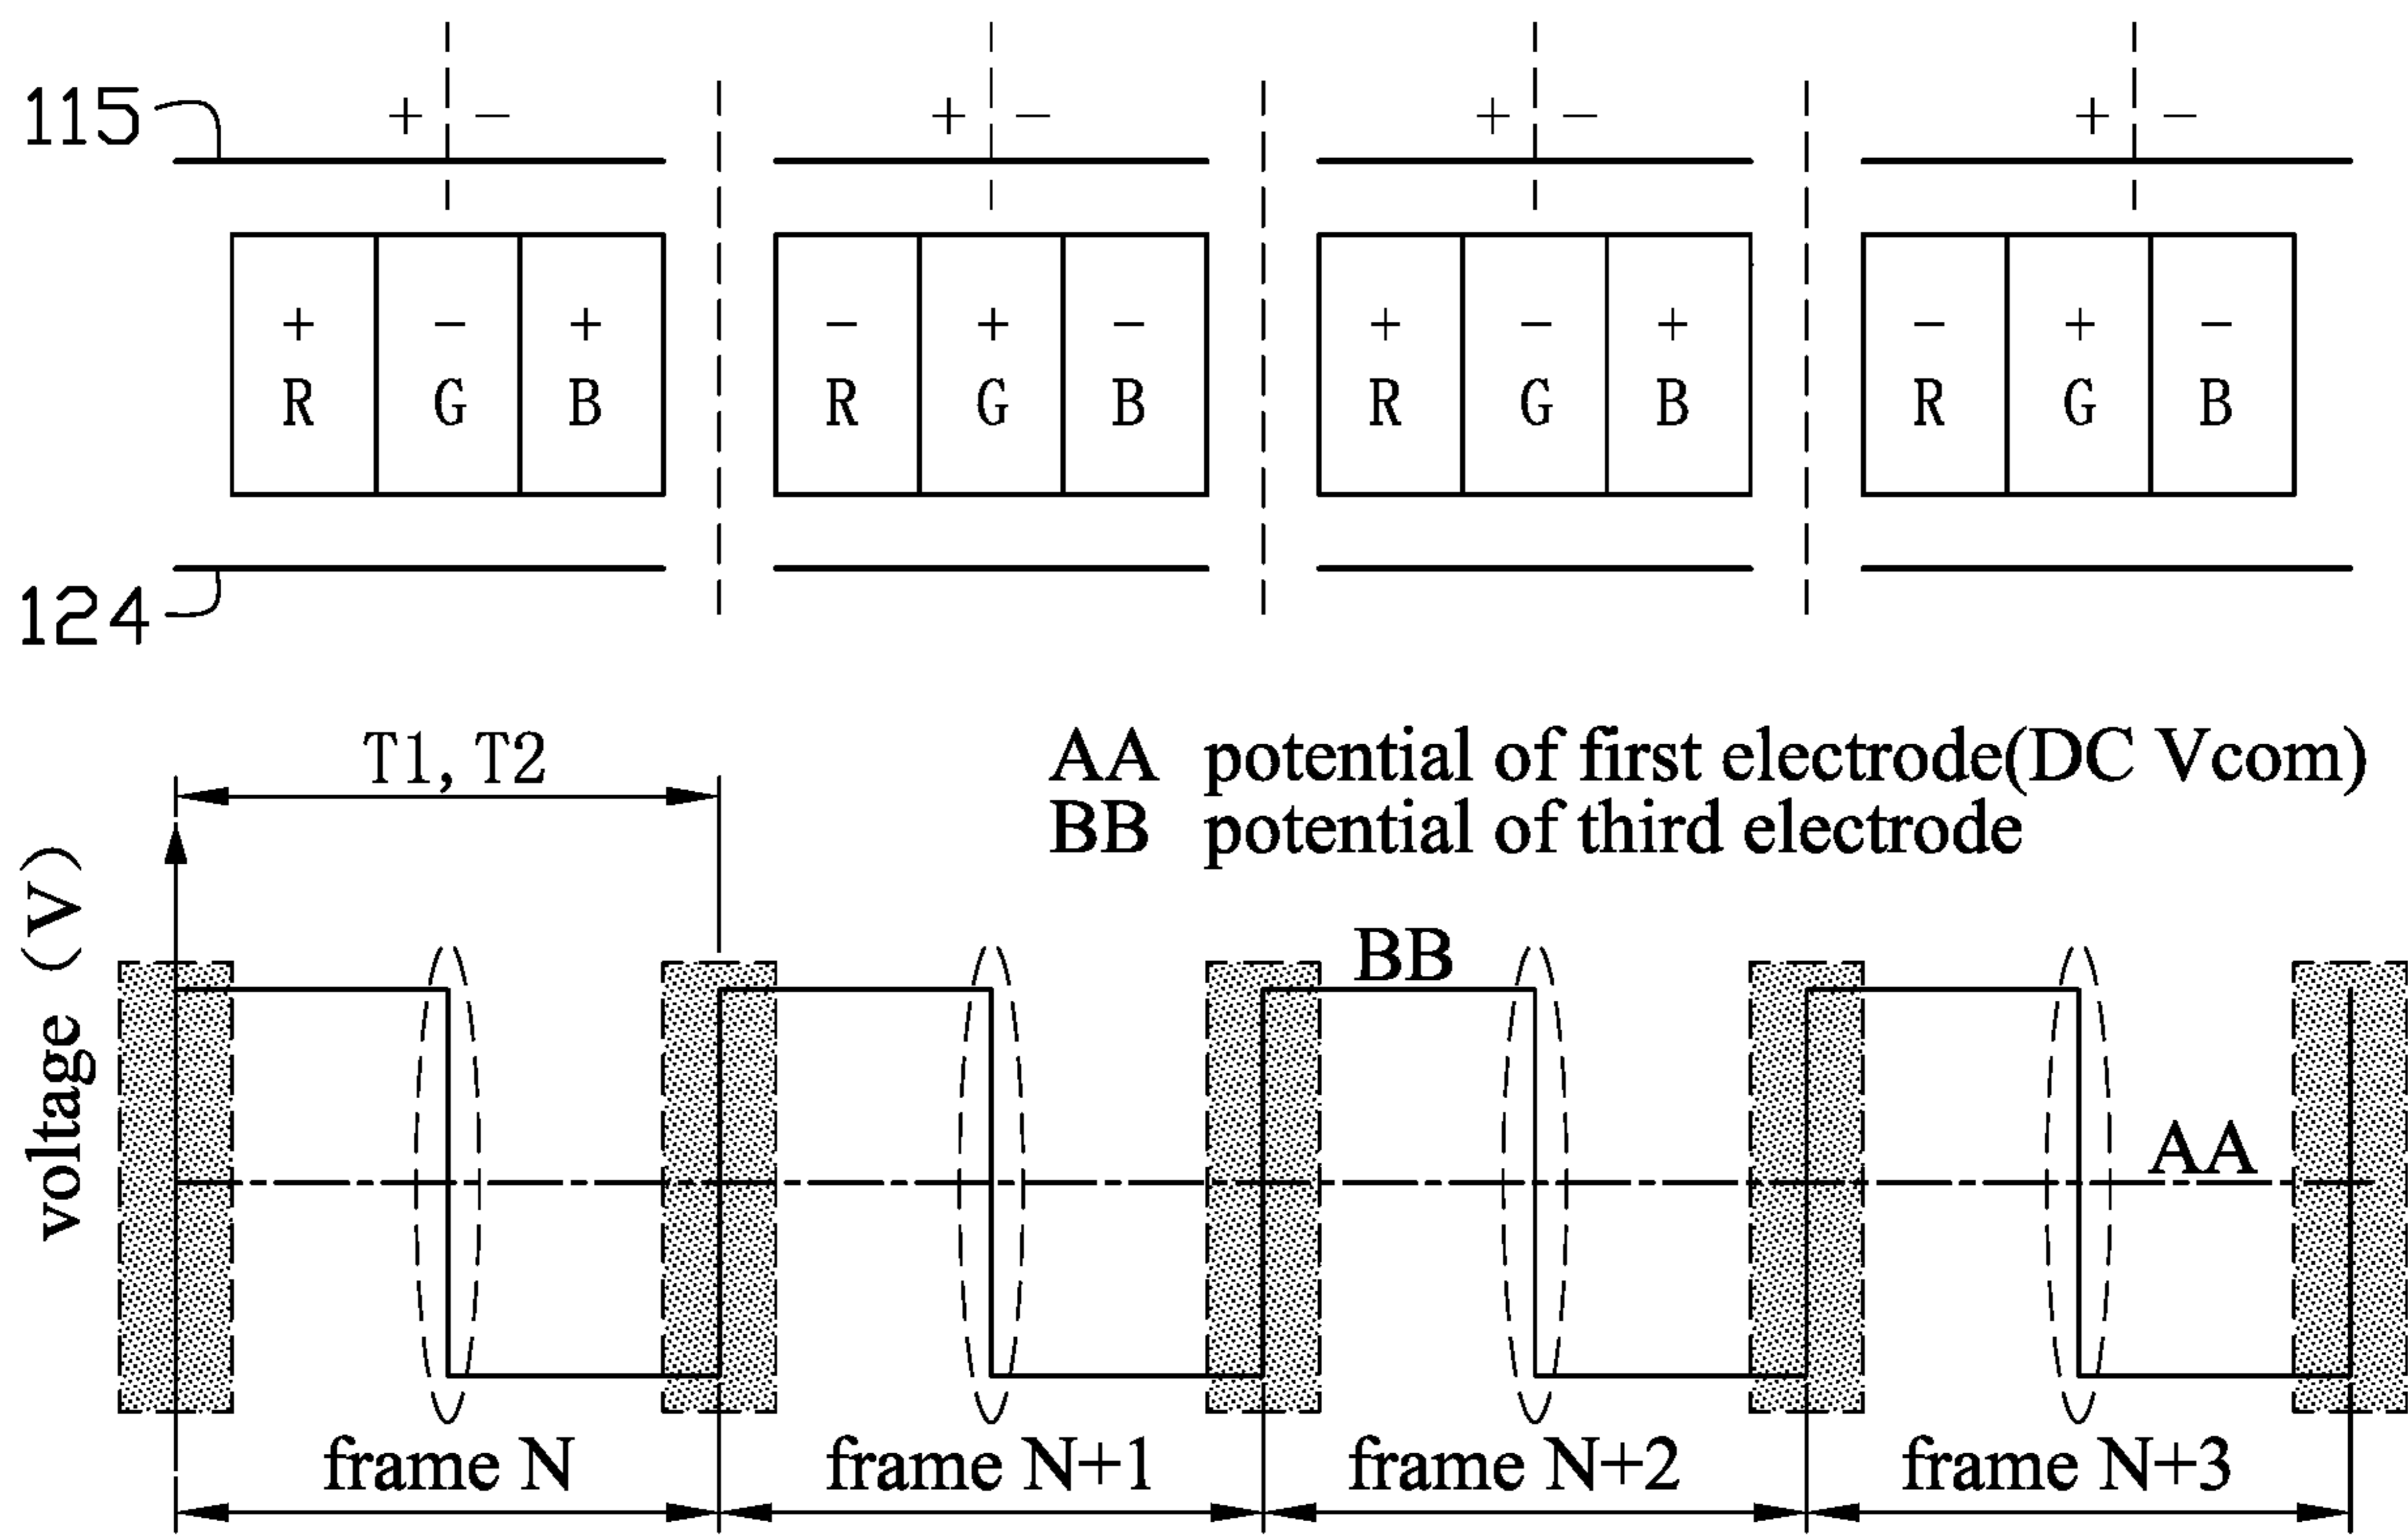 115
+ − + − + − + −
+ − + − + − + − + − + −
R G B R G B R G B R G B
124
T1, T2
AA potential of first electrode(DC Vcom)
BB potential of third electrode
voltage (V)
BB
AA
frame N frame N+1 frame N+2 frame N+3